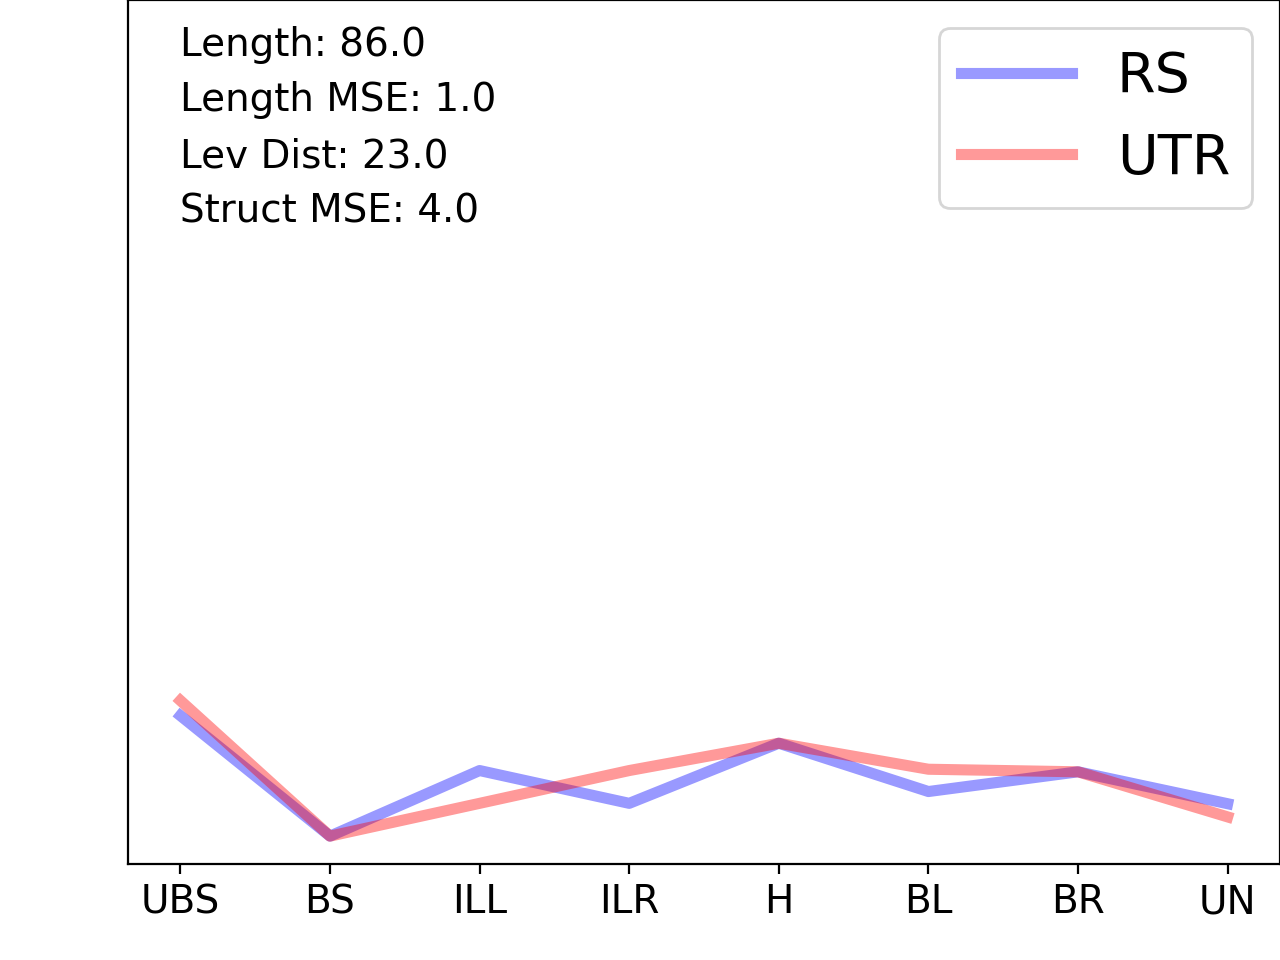 Length: 86.0
Length MSE: 1.0
Lev Dist: 23.0
Struct MSE: 4.0
RS
UTR
UBS BS ILL ILR H BL BR UN